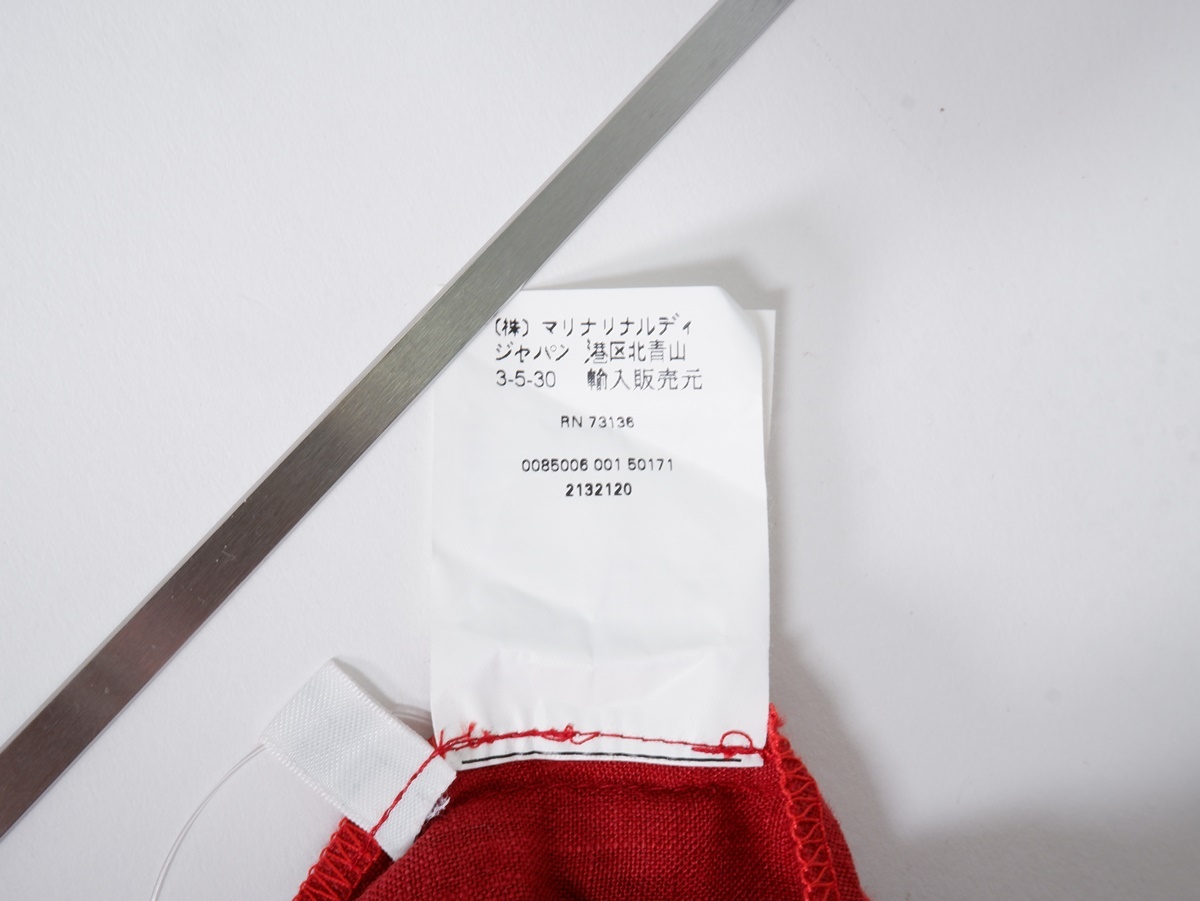 (株) マリナリナルディ
ジャパン 港区北青山
3-5-30 輸入販売元
RN 73136
0085006 001 50171
2132120